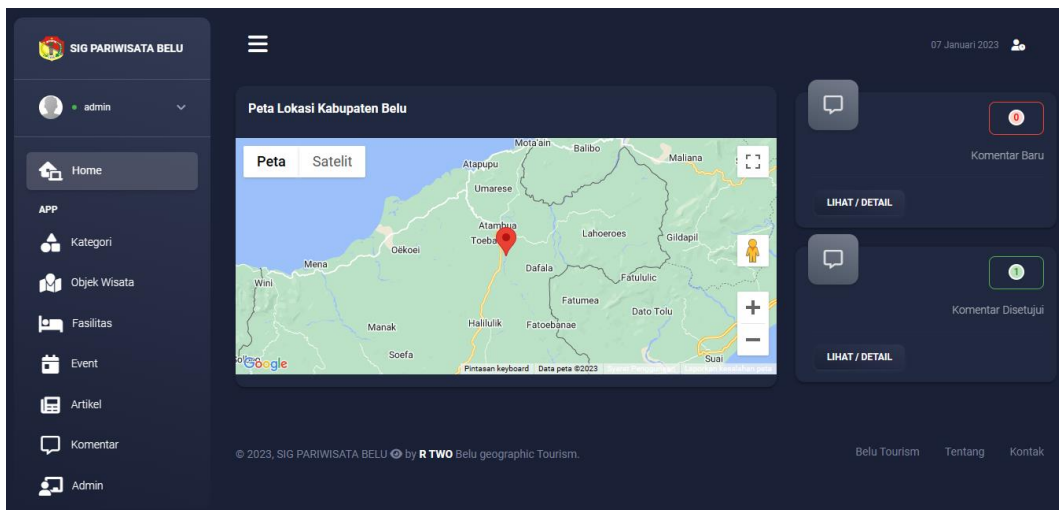 SIG PARIWISATA BELU
07 Januari 2023
admin
Home
APP
Kategori
Objek Wisata
Fasilitas
Event
Artikel
Komentar
Admin
Peta Lokasi Kabupaten Belu
Peta Satelit
Mota'ain
Balibo
Maliana
Atapupu
Umarese
Atambua
Toeba
Lahoeroes
Gildapil
Oekoei
Mena
Dafala
Wini
Fatululic
Fatumea
Dato Tolu
Manak
Halilulik
Fatoebanae
Soefa
Suai
Google
Pintasan keyboard Data peta ©2023
0
Komentar Baru
LIHAT / DETAIL
1
Komentar Disetujui
LIHAT / DETAIL
© 2023, SIG PARIWISATA BELU by R TWO Belu geographic Tourism.
Belu Tourism Tentang Kontak